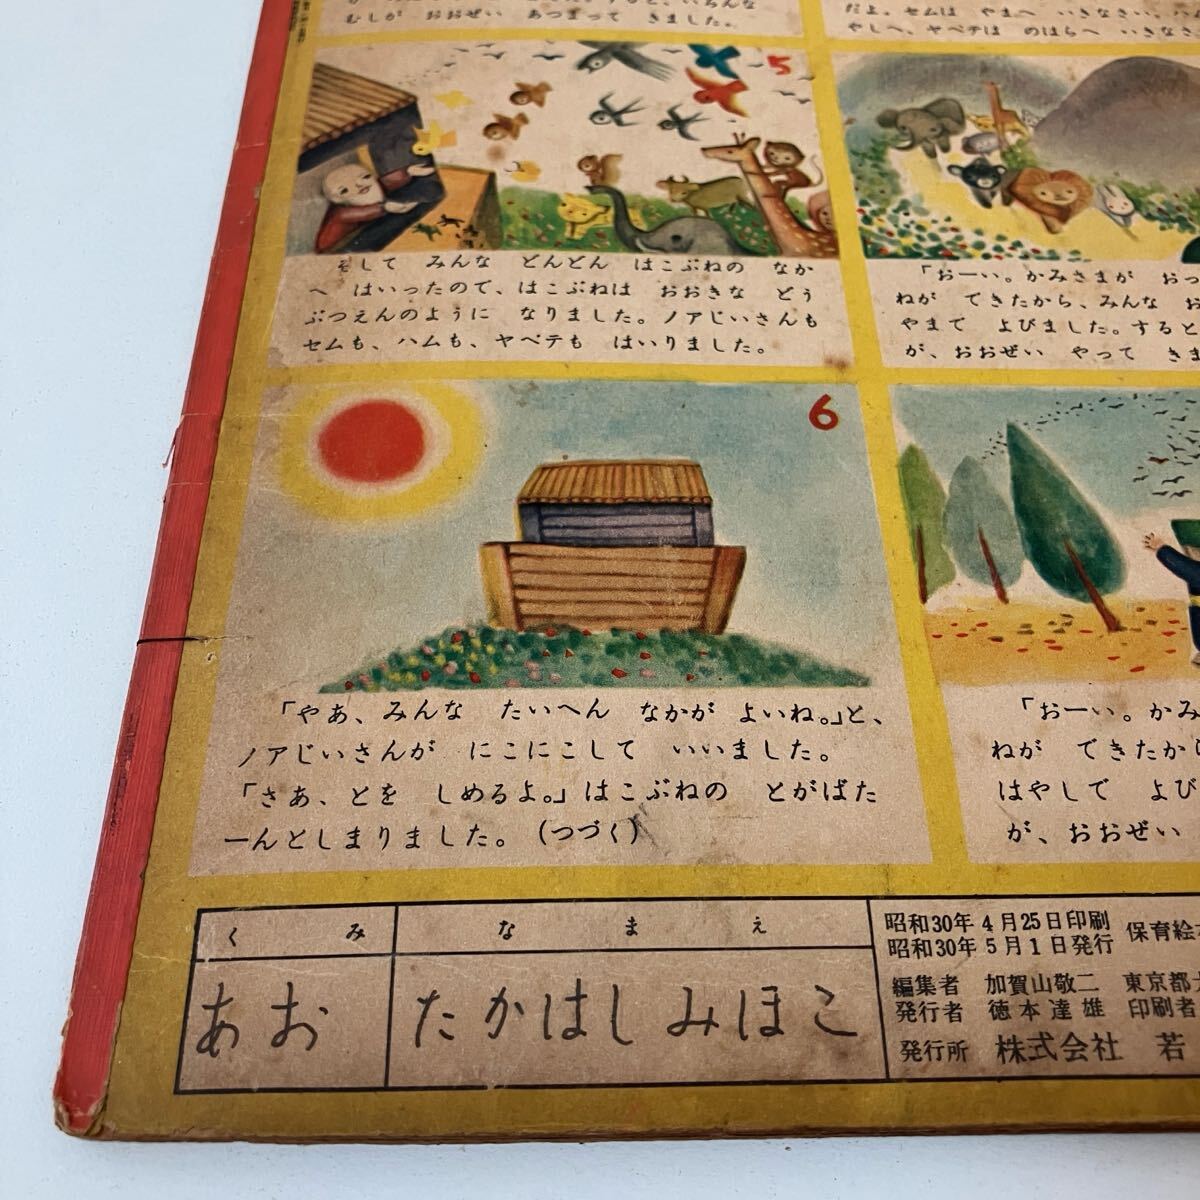 むしが おおぜい あつまって きました。
だよ。セムは やまへ いきなさい。ハ
やしへ、ヤペテは のはらへ いきなさ
5
そして みんな どんどん はこぶねの なか
へ はいったので、はこぶねは おおきな どう
ぶつえんのように なりました。ノアじいさんも
セムも、ハムも、ヤペテも はいりました。
「おーい。かみさまが おっ
ねが できたから、みんな お
やまで よびました。すると
が、おおぜい やって きま
6
「やあ、みんな たいへん なかが よいね。」と、
ノアじいさんが にこにこして いいました。
「さあ、とを しめるよ。」はこぶねの とがばた
ーんとしまりました。(つづく)
「おーい。かみ
ねが できたから
はやしで よび
が、おおぜい
くみ
なまえ
あお
たかはしみほこ
昭和30年 4月25日印刷
昭和30年 5月1日発行
保育絵
編集者 加賀山敬二 東京都
発行者 徳本達雄 印刷者
発行所 株式会社 若